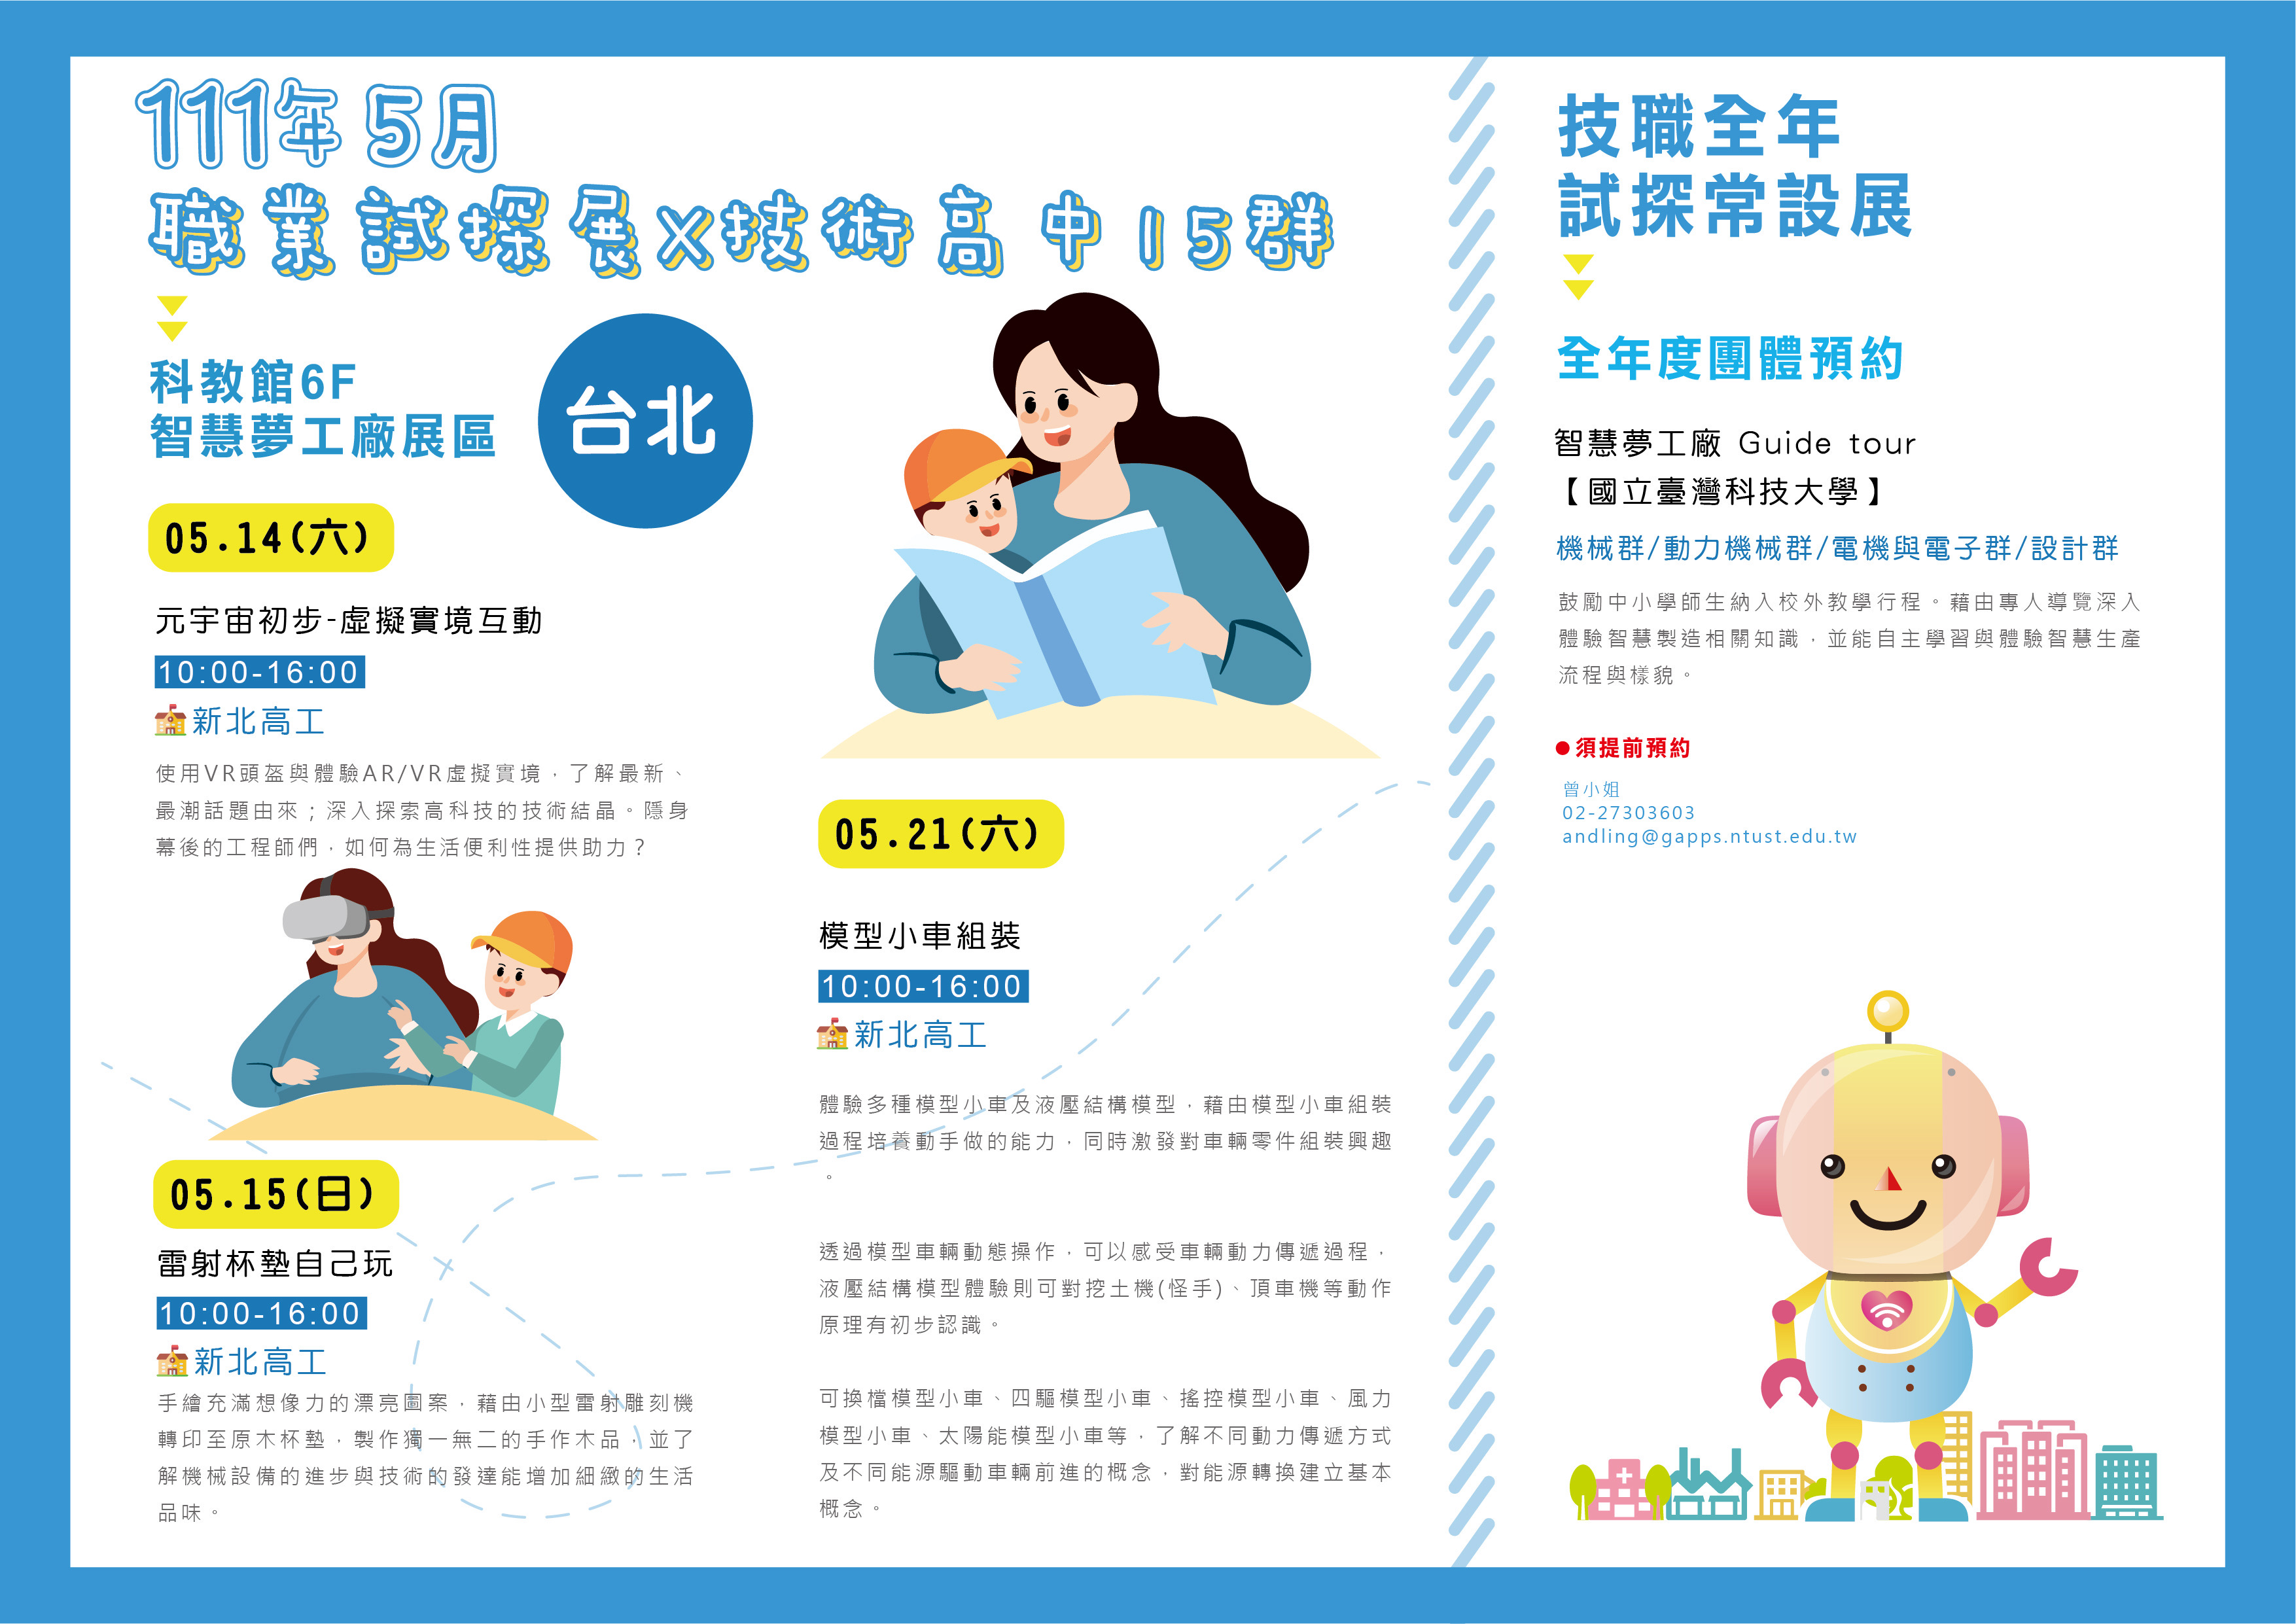 111年 5月
職業試探展X技術高中15群
科教館6F
智慧夢工廠展區
台北
05.14(六)
元宇宙初步-虛擬實境互動
10:00-16:00
新北高工
使用VR頭盔與體驗AR/VR虛擬實境，了解最新、
最潮話題由來；深入探索高科技的技術結晶。隱身
幕後的工程師們，如何為生活便利性提供助力？
05.15(日)
雷射杯墊自己玩
10:00-16:00
新北高工
手繪充滿想像力的漂亮圖案，藉由小型雷射雕刻機
轉印至原木杯墊，製作獨一無二的手作木品，並了
解機械設備的進步與技術的發達能增加細緻的生活
品味。
05.21(六)
模型小車組裝
10:00-16:00
新北高工
體驗多種模型小車及液壓結構模型，藉由模型小車組裝
過程培養動手做的能力，同時激發對車輛零件組裝興趣
。
透過模型車輛動態操作，可以感受車輛動力傳遞過程，
液壓結構模型體驗則可對挖土機(怪手)、頂車機等動作
原理有初步認識。
可換檔模型小車、四驅模型小車、搖控模型小車、風力
模型小車、太陽能模型小車等，了解不同動力傳遞方式
及不同能源驅動車輛前進的概念，對能源轉換建立基本
概念。
技職全年
試探常設展
全年度團體預約
智慧夢工廠 Guide tour
【國立臺灣科技大學】
機械群/動力機械群/電機與電子群/設計群
鼓勵中小學師生納入校外教學行程。藉由專人導覽深入
體驗智慧製造相關知識，並能自主學習與體驗智慧生產
流程與樣貌。
●須提前預約
曾小姐
02-27303603
andling@gapps.ntust.edu.tw